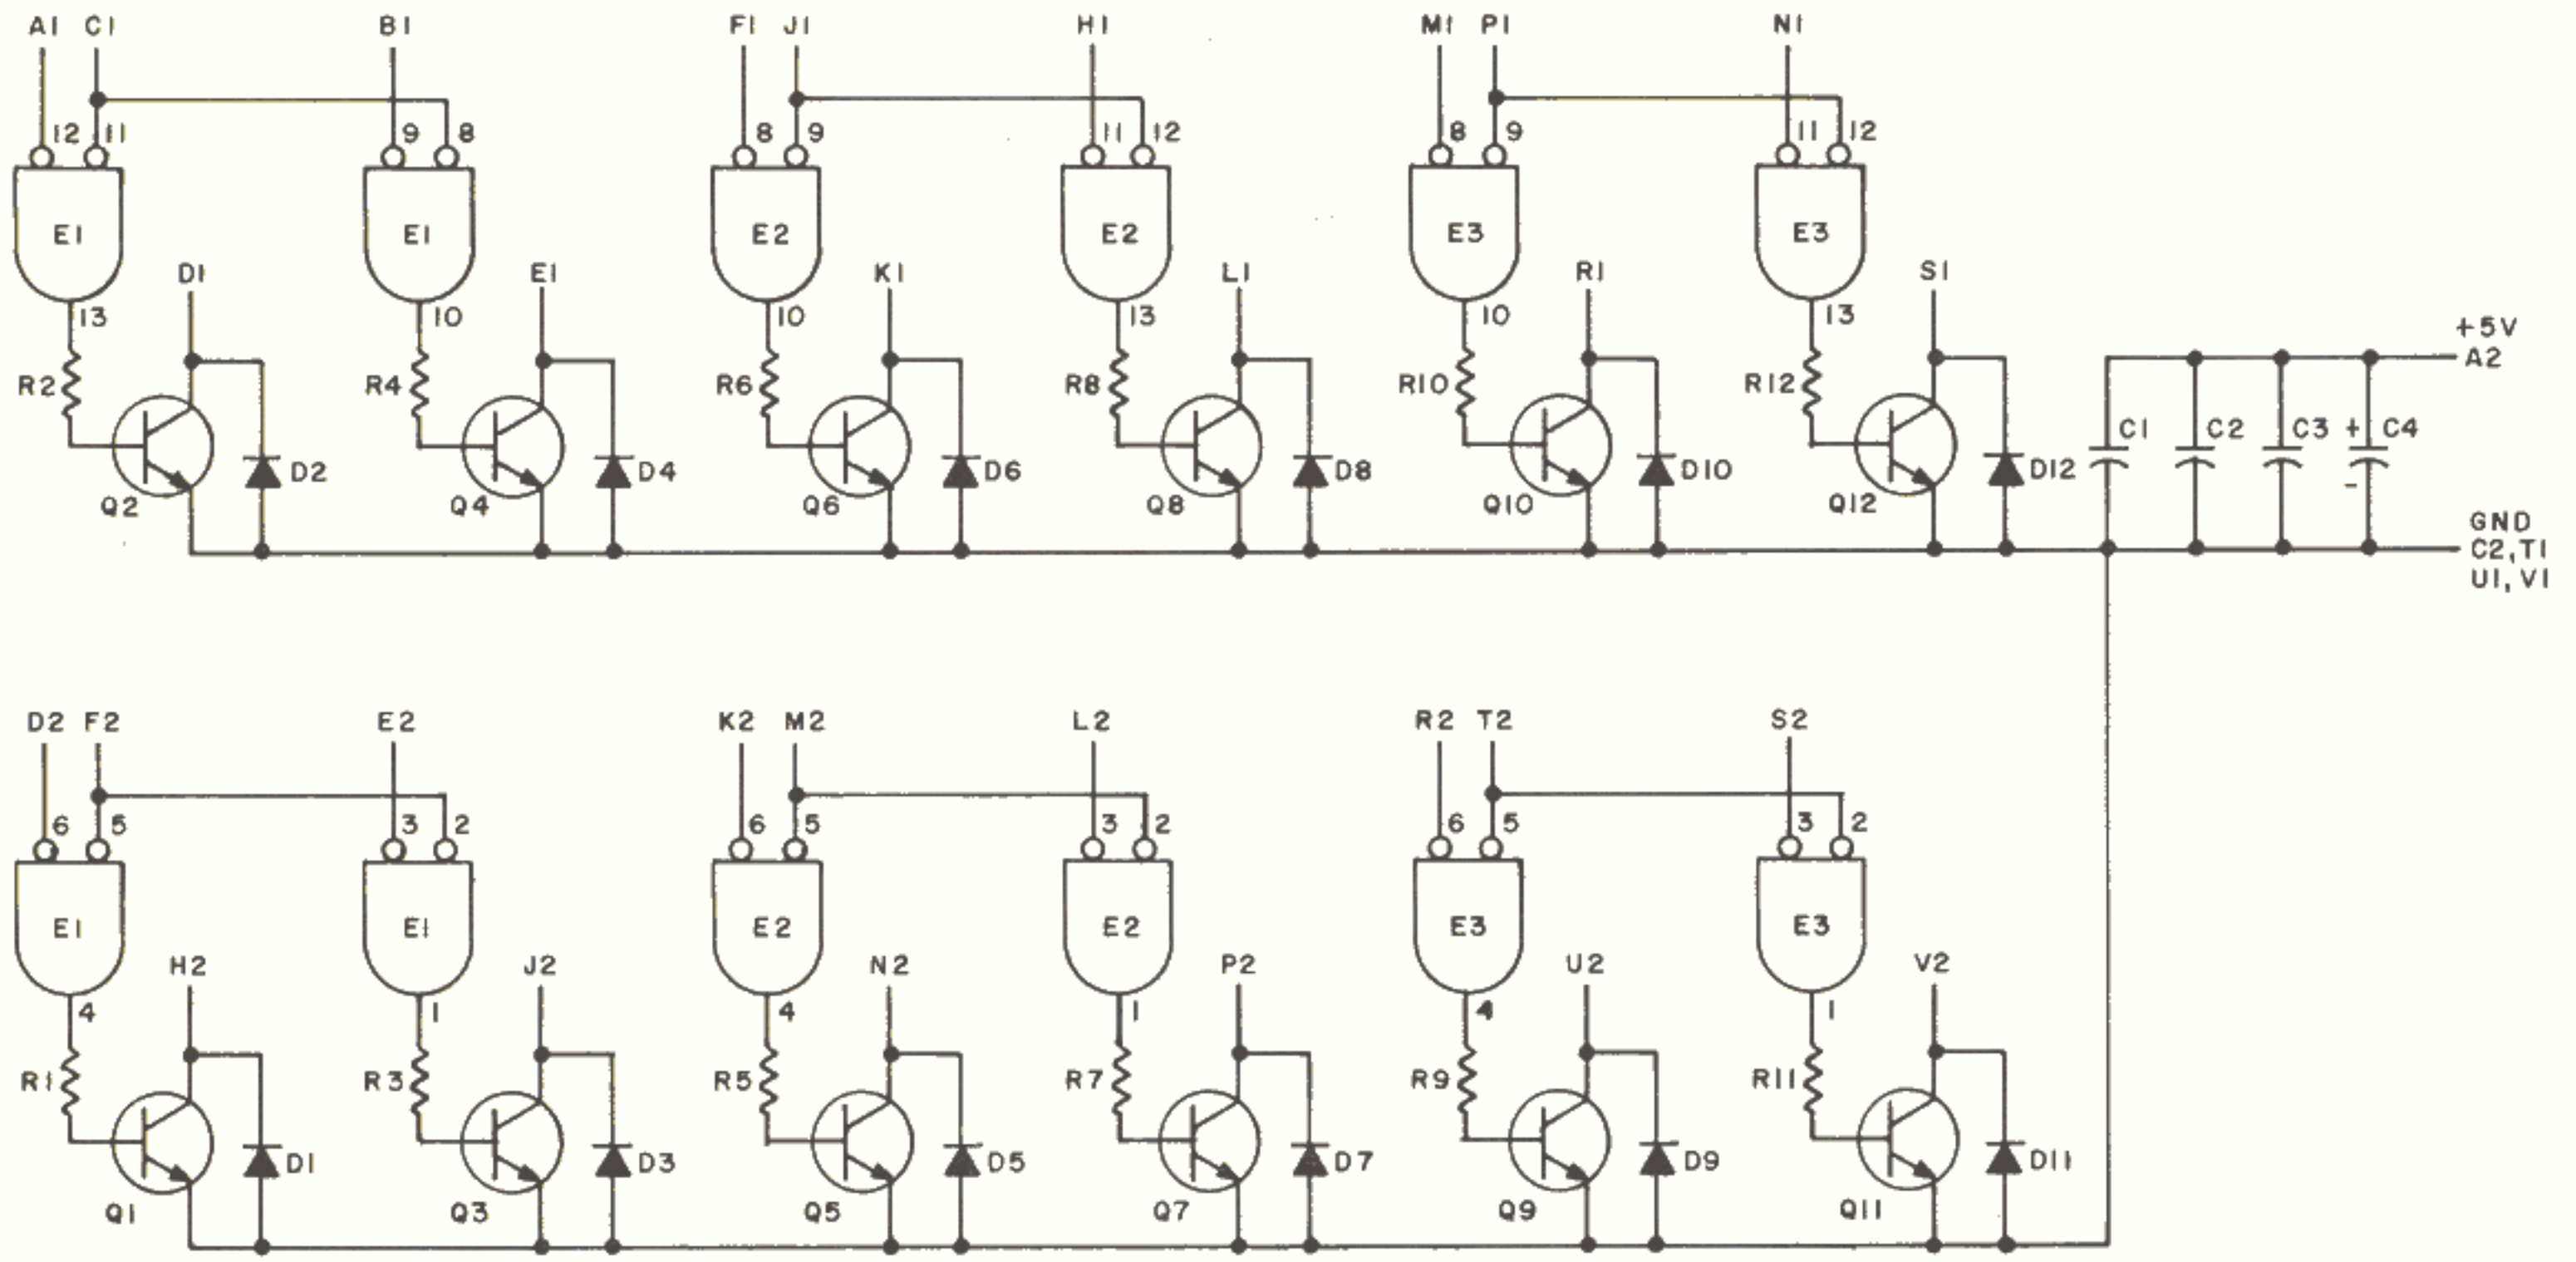 A1 C1 B1 F1 J1 H1 M1 P1 N1
12 11 9 8 8 9 11 12 8 9 11 12
E1 E1 E2 E2 E3 E3
D1 E1 K1 L1 R1 S1
13 10 10 13 10 13
+5V
A2
R2 R4 R6 R8 R10 R12
C1 C2 C3 + C4
D2 D4 D6 D8 D10 D12
-
Q2 Q4 Q6 Q8 Q10 Q12
GND
C2,T1
U1,V1
D2 F2 E2 K2 M2 L2 R2 T2 S2
6 5 3 2 6 5 3 2 6 5 3 2
E1 E1 E2 E2 E3 E3
H2 J2 N2 P2 U2 V2
4 1 4 1 4 1
R1 R3 R5 R7 R9 R11
D1 D3 D5 D7 D9 D11
Q1 Q3 Q5 Q7 Q9 Q11